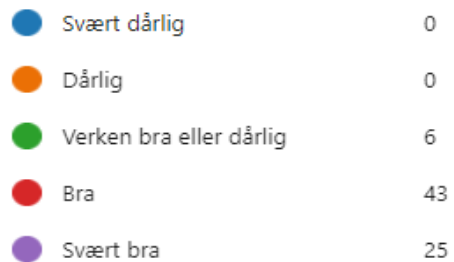 Svært dårlig 0
Dårlig 0
Verken bra eller dårlig 6
Bra 43
Svært bra 25